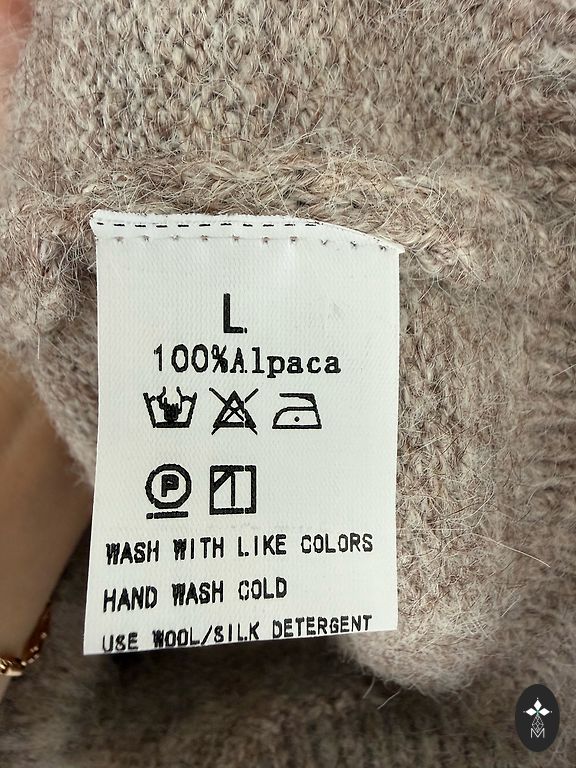 L
100%Alpaca
P
WASH WITH LIKE COLORS
HAND WASH COLD
USE WOOL/SILK DETERGENT
M